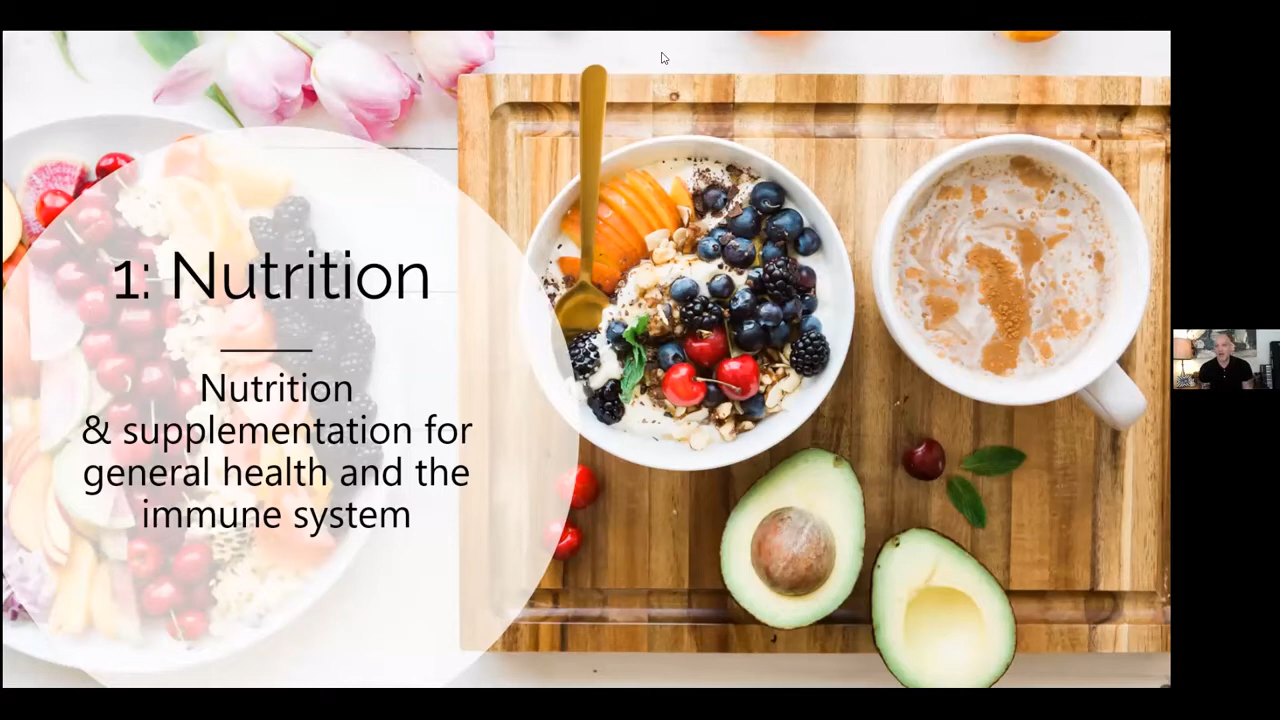 1: Nutrition
Nutrition
& supplementation for
general health and the
immune system